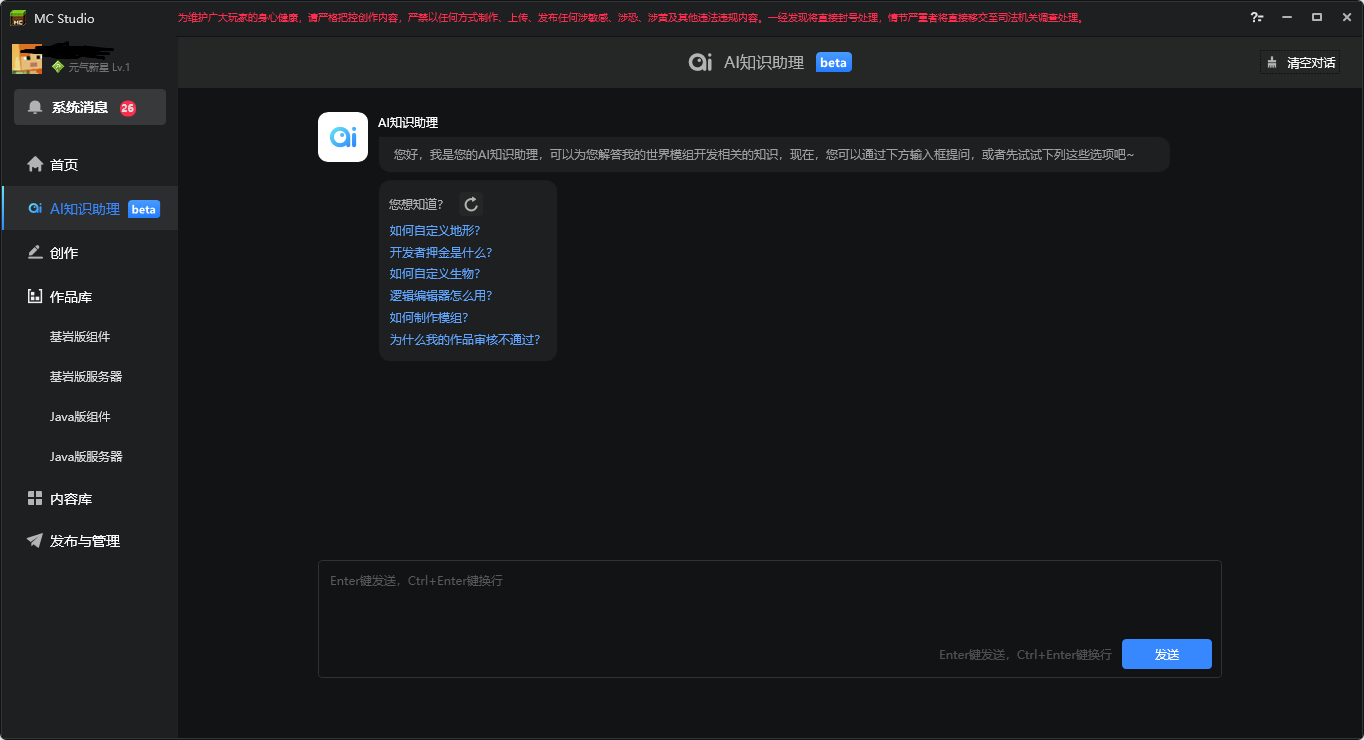 MC Studio
为维护广大玩家的身心健康，请严格把控创作内容，严禁以任何方式制作、上传、发布任何涉敏感、涉恐、涉黄及其他违法违规内容。一经发现将直接封号处理，情节严重者将直接移交至司法机关调查处理。
元气新星 Lv.1
系统消息 26
首页
AI知识助理 beta
创作
作品库
基岩版组件
基岩版服务器
Java版组件
Java版服务器
内容库
发布与管理
Ai AI知识助理 beta
清空对话
AI知识助理
您好，我是您的AI知识助理，可以为您解答我的世界模组开发相关的知识，现在，您可以通过下方输入框提问，或者先试试下列这些选项吧~
您想知道?
如何自定义地形?
开发者押金是什么?
如何自定义生物?
逻辑编辑器怎么用?
如何制作模组?
为什么我的作品审核不通过?
Enter键发送，Ctrl+Enter键换行
Enter键发送，Ctrl+Enter键换行
发送